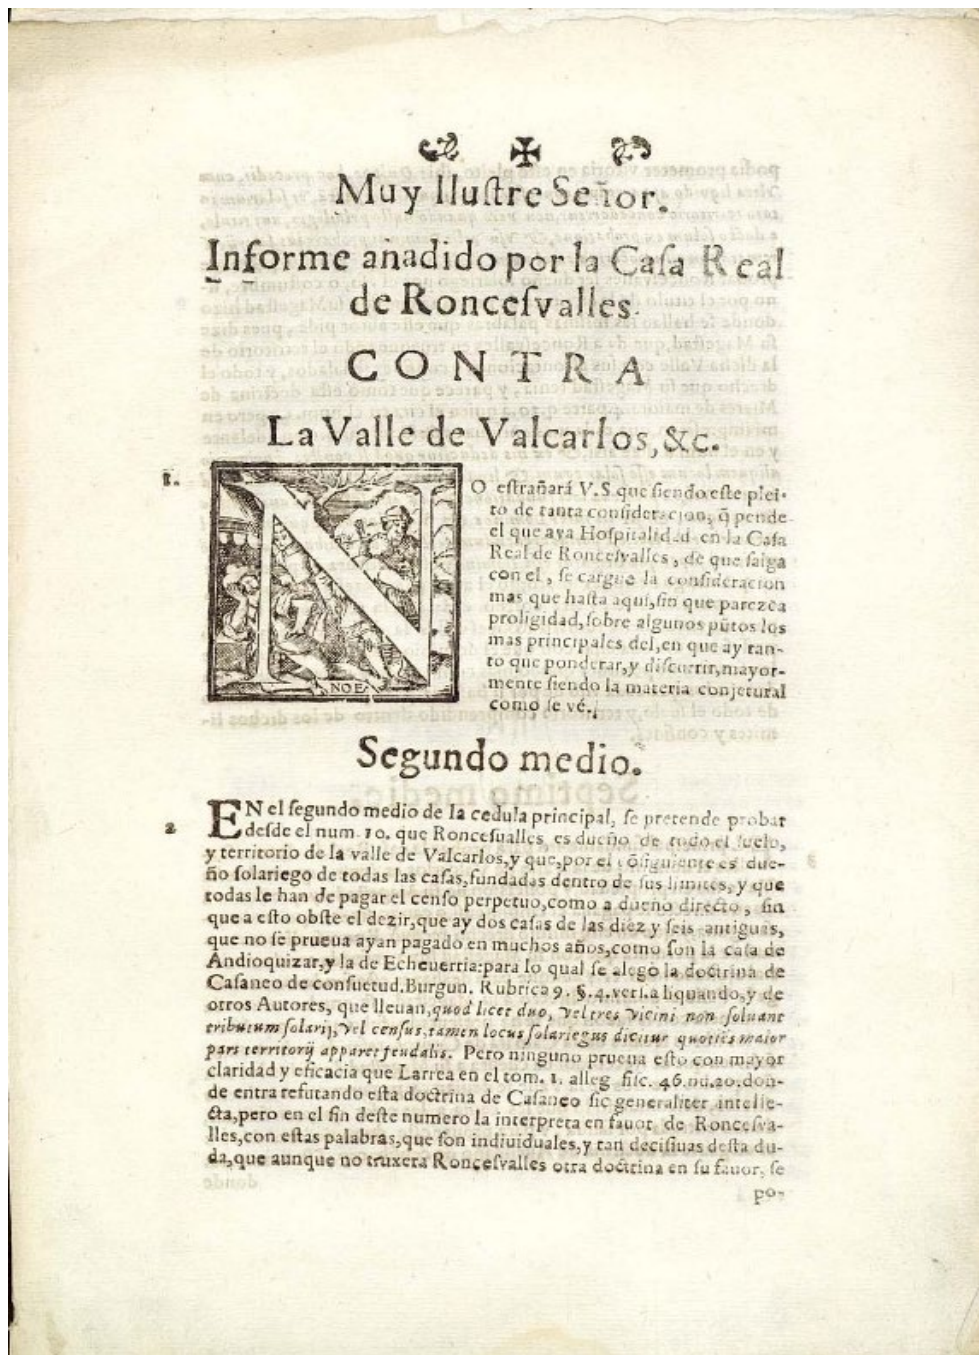 Muy Ilustre Señor.
Informe añadido por la Casa Real
de Roncesvalles.
CONTRA
La Valle de Valcarlos, &c.
1.
NO estrañará V.S. que siendo este plei-
to de tanta consideracion, q̃ pende
el que aya Hospitalidad en la Casa
Real de Roncesvalles, de que salga
con el, se cargue la consideracion
mas que hasta aqui, sin que parezca
proligidad, sobre algunos pũtos los
mas principales del, en que ay tan-
to que ponderar, y discurrir, mayor-
mente siendo la materia conjetural
como se vé.
NOE
Segundo medio.
2
EN el segundo medio de la cedula principal, se pretende probar
desde el num. 10. que Roncesualles, es dueño de todo el suelo,
y territorio de la valle de Valcarlos, y que, por el cõsiguiente es due-
ño solariego de todas las casas, fundadas dentro de sus limites, y que
todas le han de pagar el censo perpetuo, como a dueño directo, sin
que a esto obste el dezir, que ay dos casas de las diez y seis antiguas,
que no se prueua ayan pagado en muchos años, como son la casa de
Andioquizar, y la de Echeuerria: para lo qual se alegò la doctrina de
Casaneo de consuetud. Burgun. Rubrica 9. §. 4. vers. aliquando, y de
otros Autores, que lleuan, quod licet duo, vel tres vicini non soluant
tributum solarij, vel census, tamen locus solariegus dicitur quoties maior
pars territorij apparet feudalis. Pero ninguno prueua esto con mayor
claridad y eficacia que Larrea en el tom. 1. alleg. fisc. 46. nu. 20. don-
de entra refutando esta doctrina de Casaneo sic generaliter intelle-
cta, pero en el fin deste numero la interpreta en fauor de Roncesva-
lles, con estas palabras, que son indiuiduales, y tan decisiuas desta du-
da, que aunque no truxera Roncesvalles otra doctrina en su fauor, se
po-